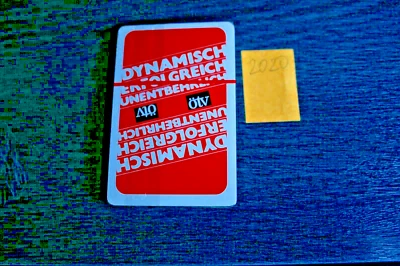 DYNAMISCH
ERFOLGREICH
UNENTBEHRLICH
ÖTV
ÖTV
UNENTBEHRLICH
ERFOLGREICH
DYNAMISCH
2020